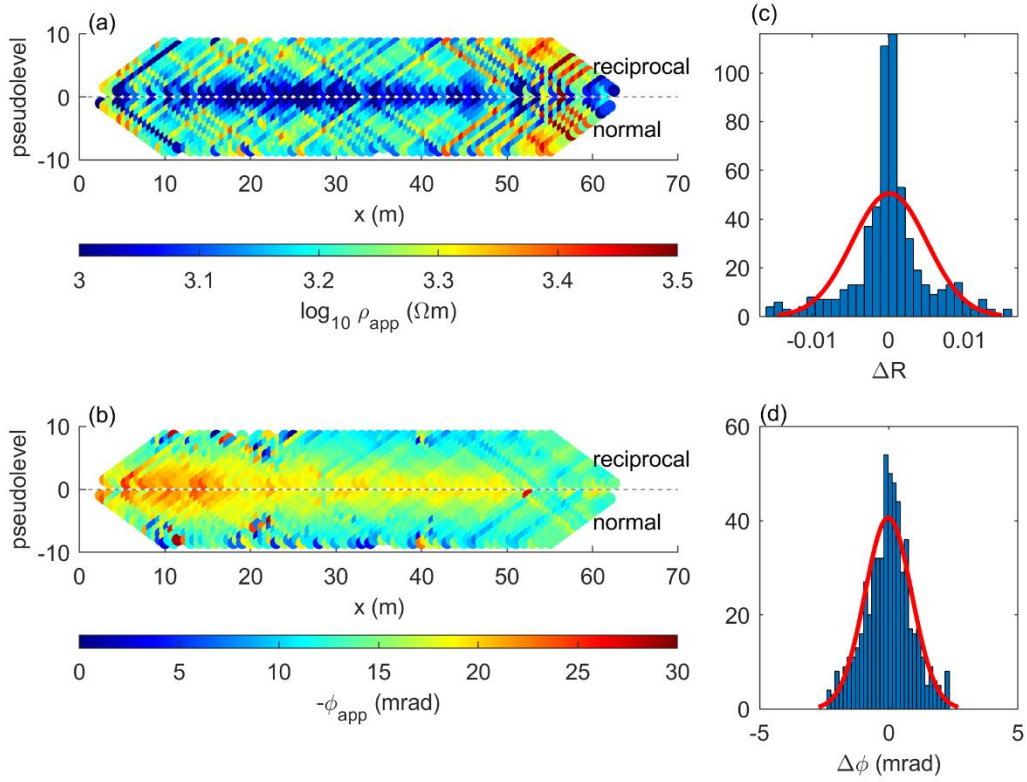 (a)
10
0
-10
pseudolevel
reciprocal
normal
0 10 20 30 40 50 60 70
x (m)
3 3.1 3.2 3.3 3.4 3.5
log10 ρapp (Ωm)
(b)
10
0
-10
pseudolevel
reciprocal
normal
0 10 20 30 40 50 60 70
x (m)
0 5 10 15 20 25 30
-ϕapp (mrad)
(c)
100
80
60
40
20
0
-0.01 0 0.01
ΔR
(d)
60
40
20
0
-5 0 5
Δϕ (mrad)